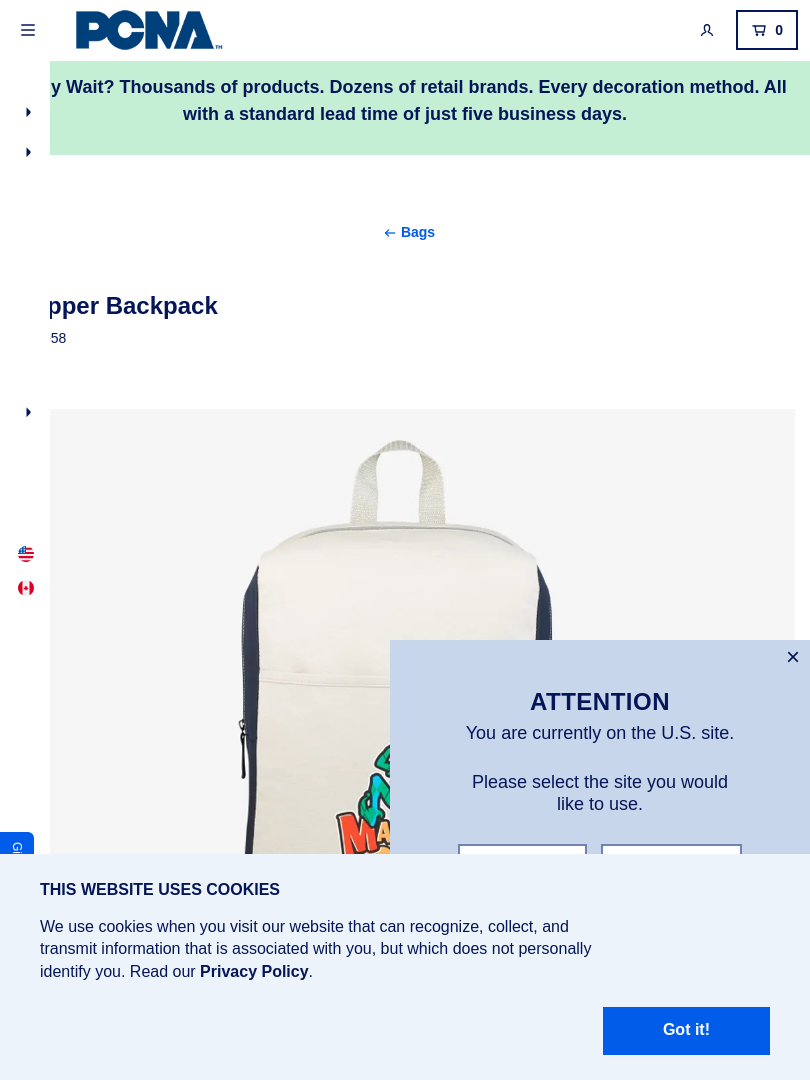 PCNA™
0
y Wait? Thousands of products. Dozens of retail brands. Every decoration method. All
with a standard lead time of just five business days.
← Bags
pper Backpack
58
ATTENTION
You are currently on the U.S. site.
Please select the site you would
like to use.
THIS WEBSITE USES COOKIES
We use cookies when you visit our website that can recognize, collect, and
transmit information that is associated with you, but which does not personally
identify you. Read our Privacy Policy.
Got it!